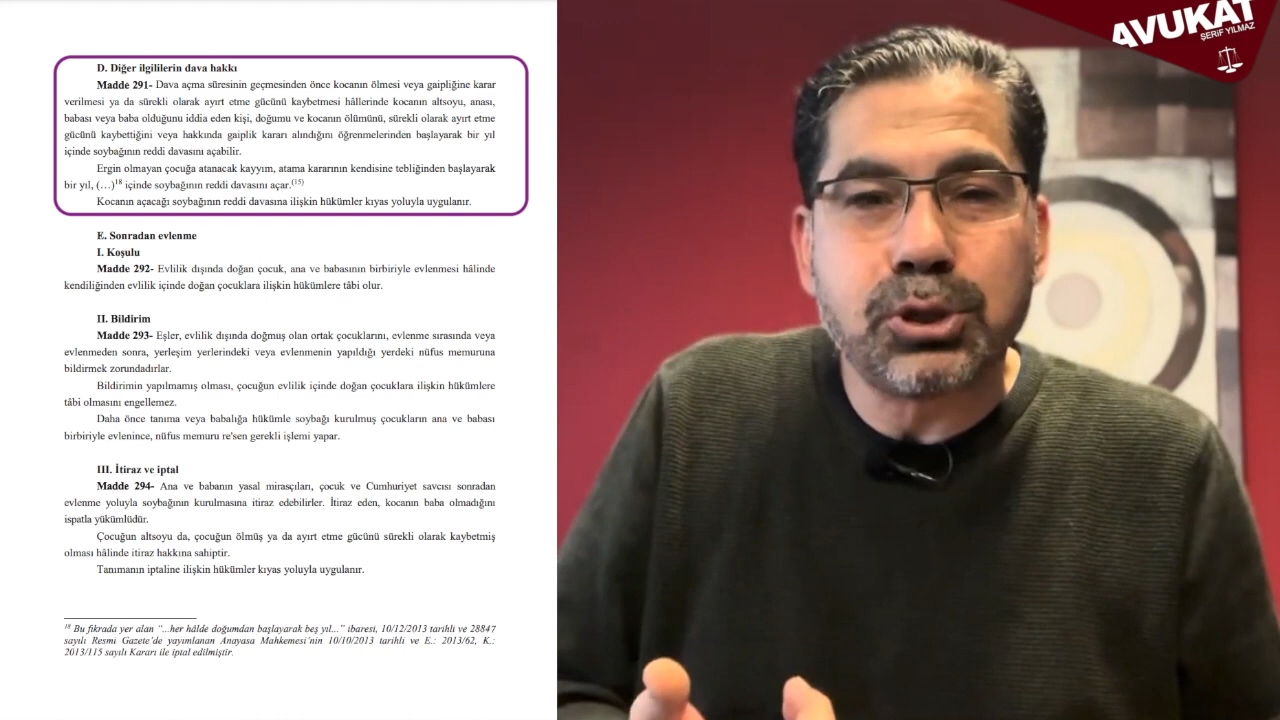 D. Diğer ilgililerin dava hakkı
Madde 291- Dava açma süresinin geçmesinden önce kocanın ölmesi veya gaipliğine karar
verilmesi ya da sürekli olarak ayırt etme gücünü kaybetmesi hâllerinde kocanın altsoyu, anası,
babası veya baba olduğunu iddia eden kişi, doğumu ve kocanın ölümünü, sürekli olarak ayırt etme
gücünü kaybettiğini veya hakkında gaiplik kararı alındığını öğrenmelerinden başlayarak bir yıl
içinde soybağının reddi davasını açabilir.
Ergin olmayan çocuğa atanacak kayyım, atama kararının kendisine tebliğinden başlayarak
bir yıl, (…)18 içinde soybağının reddi davasını açar.(15)
Kocanın açacağı soybağının reddi davasına ilişkin hükümler kıyas yoluyla uygulanır.
E. Sonradan evlenme
I. Koşulu
Madde 292- Evlilik dışında doğan çocuk, ana ve babasının birbiriyle evlenmesi hâlinde
kendiliğinden evlilik içinde doğan çocuklara ilişkin hükümlere tâbi olur.
II. Bildirim
Madde 293- Eşler, evlilik dışında doğmuş olan ortak çocuklarını, evlenme sırasında veya
evlenmeden sonra, yerleşim yerlerindeki veya evlenmenin yapıldığı yerdeki nüfus memuruna
bildirmek zorundadırlar.
Bildirimin yapılmamış olması, çocuğun evlilik içinde doğan çocuklara ilişkin hükümlere
tâbi olmasını engellemez.
Daha önce tanıma veya babalığa hükümle soybağı kurulmuş çocukların ana ve babası
birbiriyle evlenince, nüfus memuru re'sen gerekli işlemi yapar.
III. İtiraz ve iptal
Madde 294- Ana ve babanın yasal mirasçıları, çocuk ve Cumhuriyet savcısı sonradan
evlenme yoluyla soybağının kurulmasına itiraz edebilirler. İtiraz eden, kocanın baba olmadığını
ispatla yükümlüdür.
Çocuğun altsoyu da, çocuğun ölmüş ya da ayırt etme gücünü sürekli olarak kaybetmiş
olması hâlinde itiraz hakkına sahiptir.
Tanımanın iptaline ilişkin hükümler kıyas yoluyla uygulanır.
18 Bu fıkrada yer alan “...her hâlde doğumdan başlayarak beş yıl...” ibaresi, 10/12/2013 tarihli ve 28847
sayılı Resmi Gazete’de yayımlanan Anayasa Mahkemesi’nin 10/10/2013 tarihli ve E.: 2013/62, K.:
2013/115 sayılı Kararı ile iptal edilmiştir.
AVUKAT
ŞERİF YILMAZ